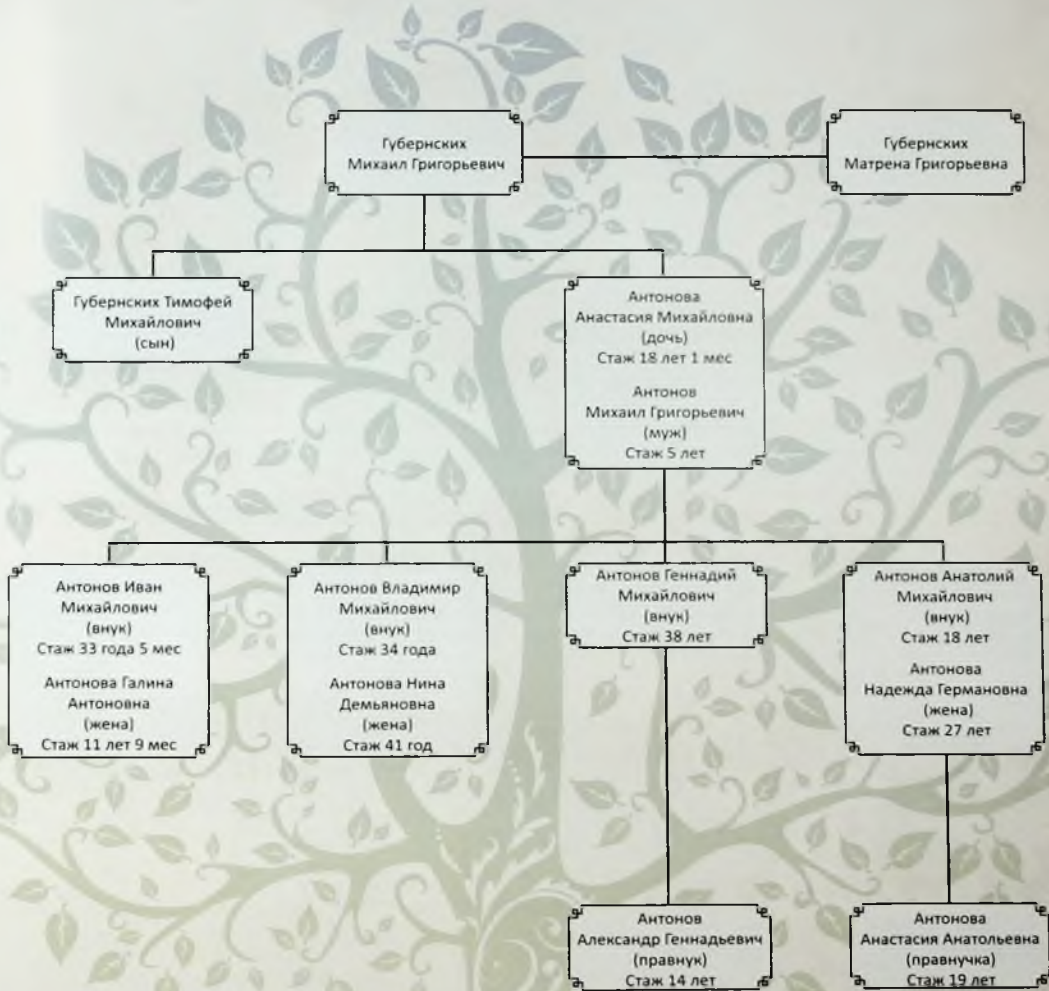 Губернских
Михаил Григорьевич
Губернских
Матрена Григорьевна
Губернских Тимофей
Михайлович
(сын)
Антонова
Анастасия Михайловна
(дочь)
Стаж 18 лет 1 мес
Антонов
Михаил Григорьевич
(муж)
Стаж 5 лет
Антонов Иван
Михайлович
(внук)
Стаж 33 года 5 мес
Антонова Галина
Антоновна
(жена)
Стаж 11 лет 9 мес
Антонов Владимир
Михайлович
(внук)
Стаж 34 года
Антонова Нина
Демьяновна
(жена)
Стаж 41 год
Антонов Геннадий
Михайлович
(внук)
Стаж 38 лет
Антонов Анатолий
Михайлович
(внук)
Стаж 18 лет
Антонова
Надежда Германовна
(жена)
Стаж 27 лет
Антонов
Александр Геннадьевич
(правнук)
Стаж 14 лет
Антонова
Анастасия Анатольевна
(правнучка)
Стаж 19 лет